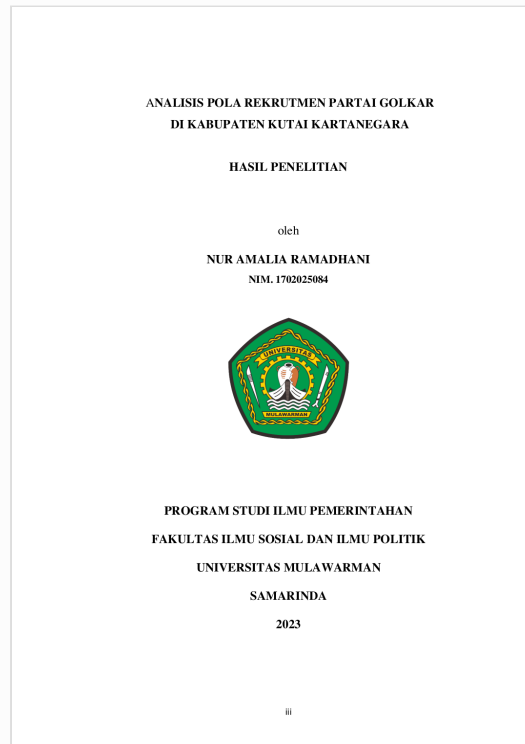 ANALISIS POLA REKRUTMEN PARTAI GOLKAR
DI KABUPATEN KUTAI KARTANEGARA
HASIL PENELITIAN
oleh
NUR AMALIA RAMADHANI
NIM. 1702025084
UNIVERSITAS
MULAWARMAN
PROGRAM STUDI ILMU PEMERINTAHAN
FAKULTAS ILMU SOSIAL DAN ILMU POLITIK
UNIVERSITAS MULAWARMAN
SAMARINDA
2023
iii